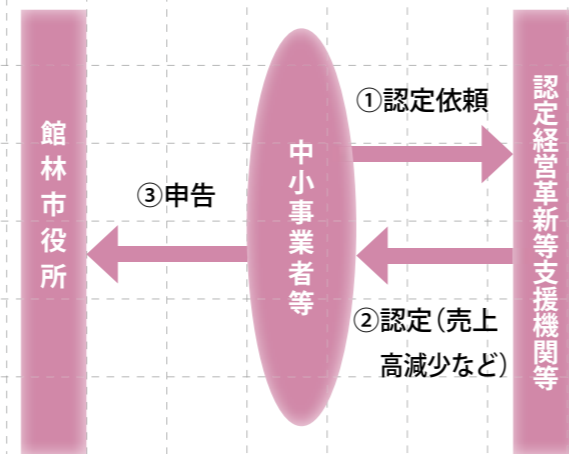 館林市役所
③申告
中小事業者等
①認定依頼
②認定（売上
高減少など）
認定経営革新等支援機関等